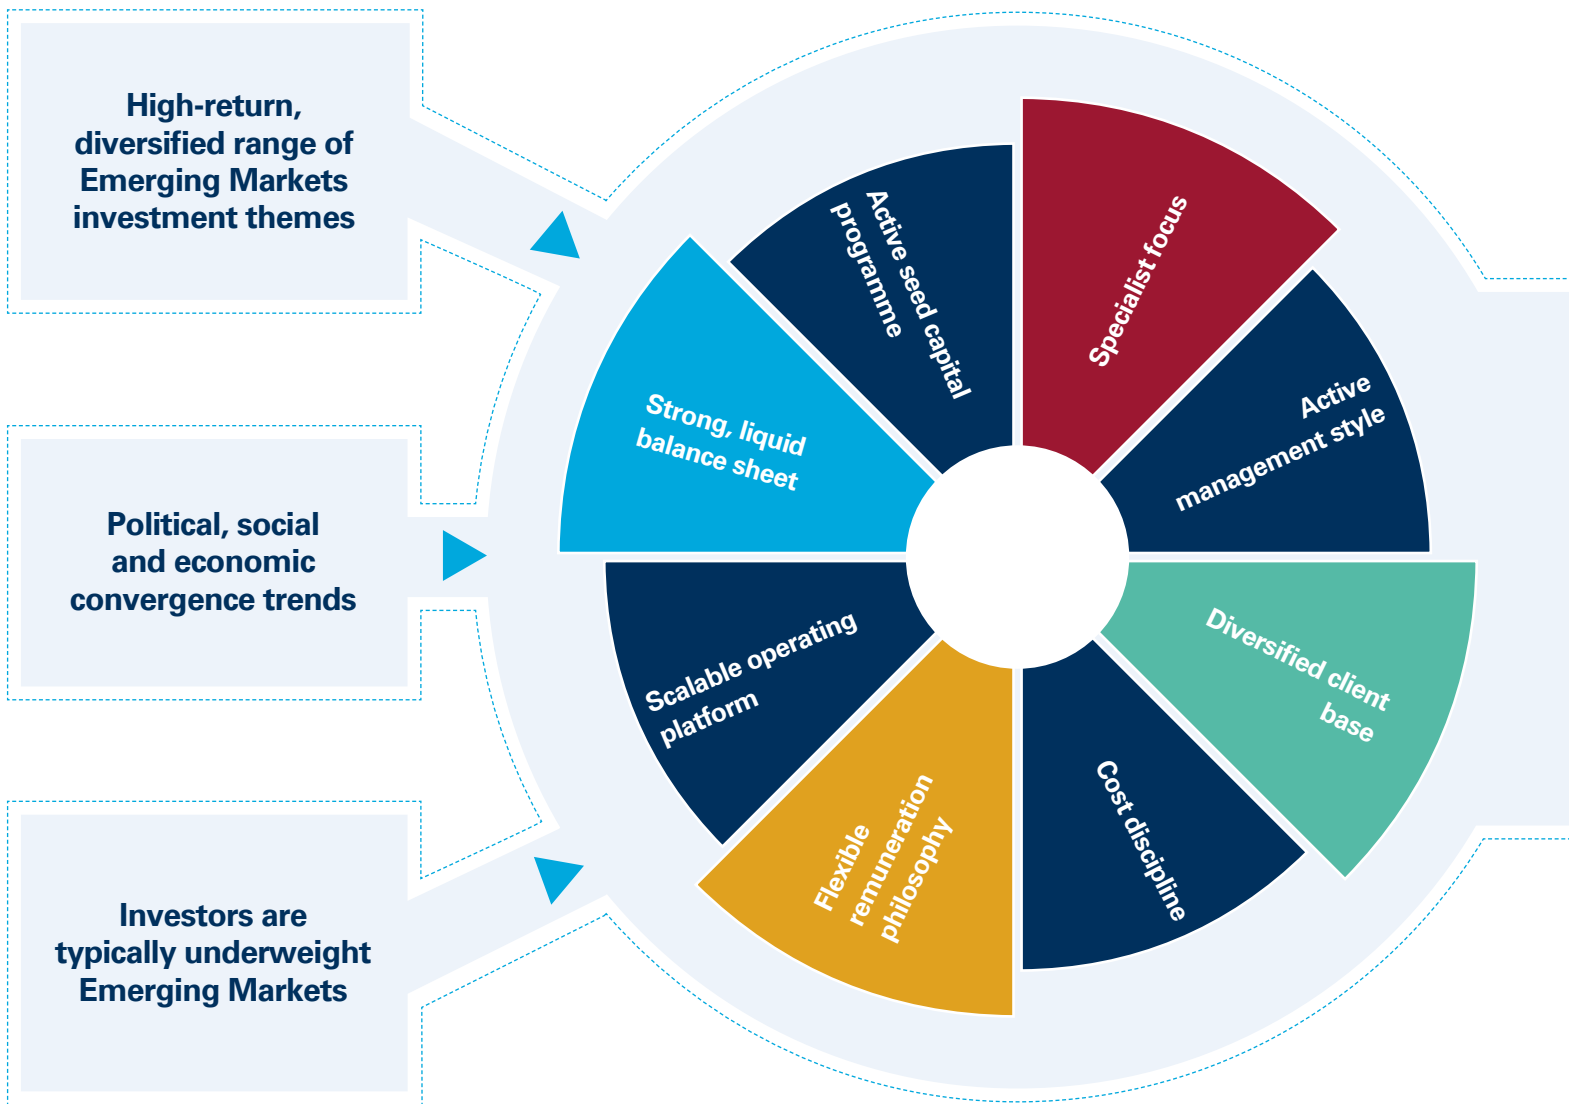 High-return,
diversified range of
Emerging Markets
investment themes
Political, social
and economic
convergence trends
Investors are
typically underweight
Emerging Markets
Specialist focus
Active
management style
Diversified client
base
Cost discipline
Flexible
remuneration
philosophy
Scalable operating
platform
Strong, liquid
balance sheet
Active seed capital
programme